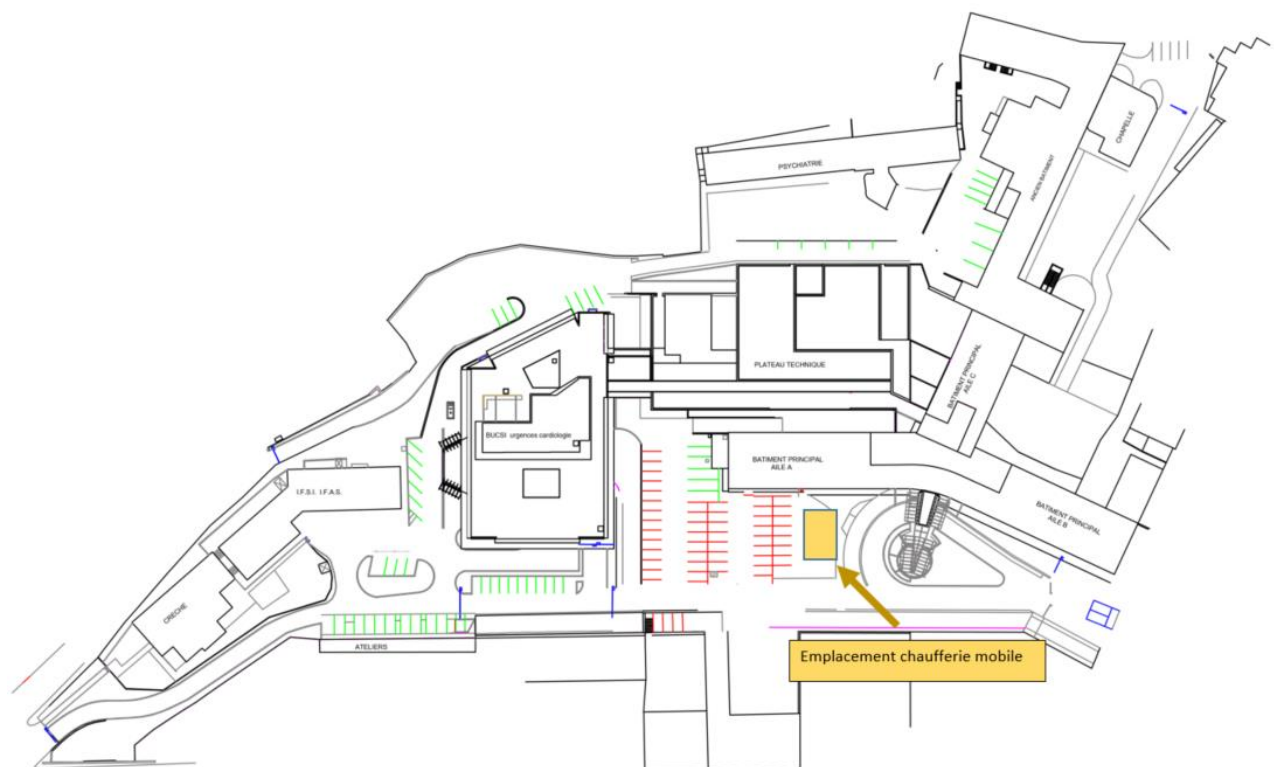 CHAPELLE
PSYCHIATRIE
ANCIEN BATIMENT
PLATEAU TECHNIQUE
BATIMENT PRINCIPAL
AILE C
BUCSI urgences cardiologie
BATIMENT PRINCIPAL
AILE A
I.F.S.I. I.F.A.S.
BATIMENT PRINCIPAL
AILE B
CRECHE
ATELIERS
Emplacement chaufferie mobile